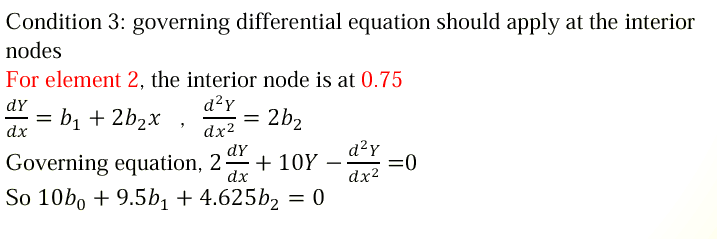 Condition 3: governing differential equation should apply at the interior
nodes
For element 2, the interior node is at 0.75
dY/dx = b₁ + 2b₂x , d²Y/dx² = 2b₂
Governing equation, 2 dY/dx + 10Y − d²Y/dx² =0
So 10b₀ + 9.5b₁ + 4.625b₂ = 0